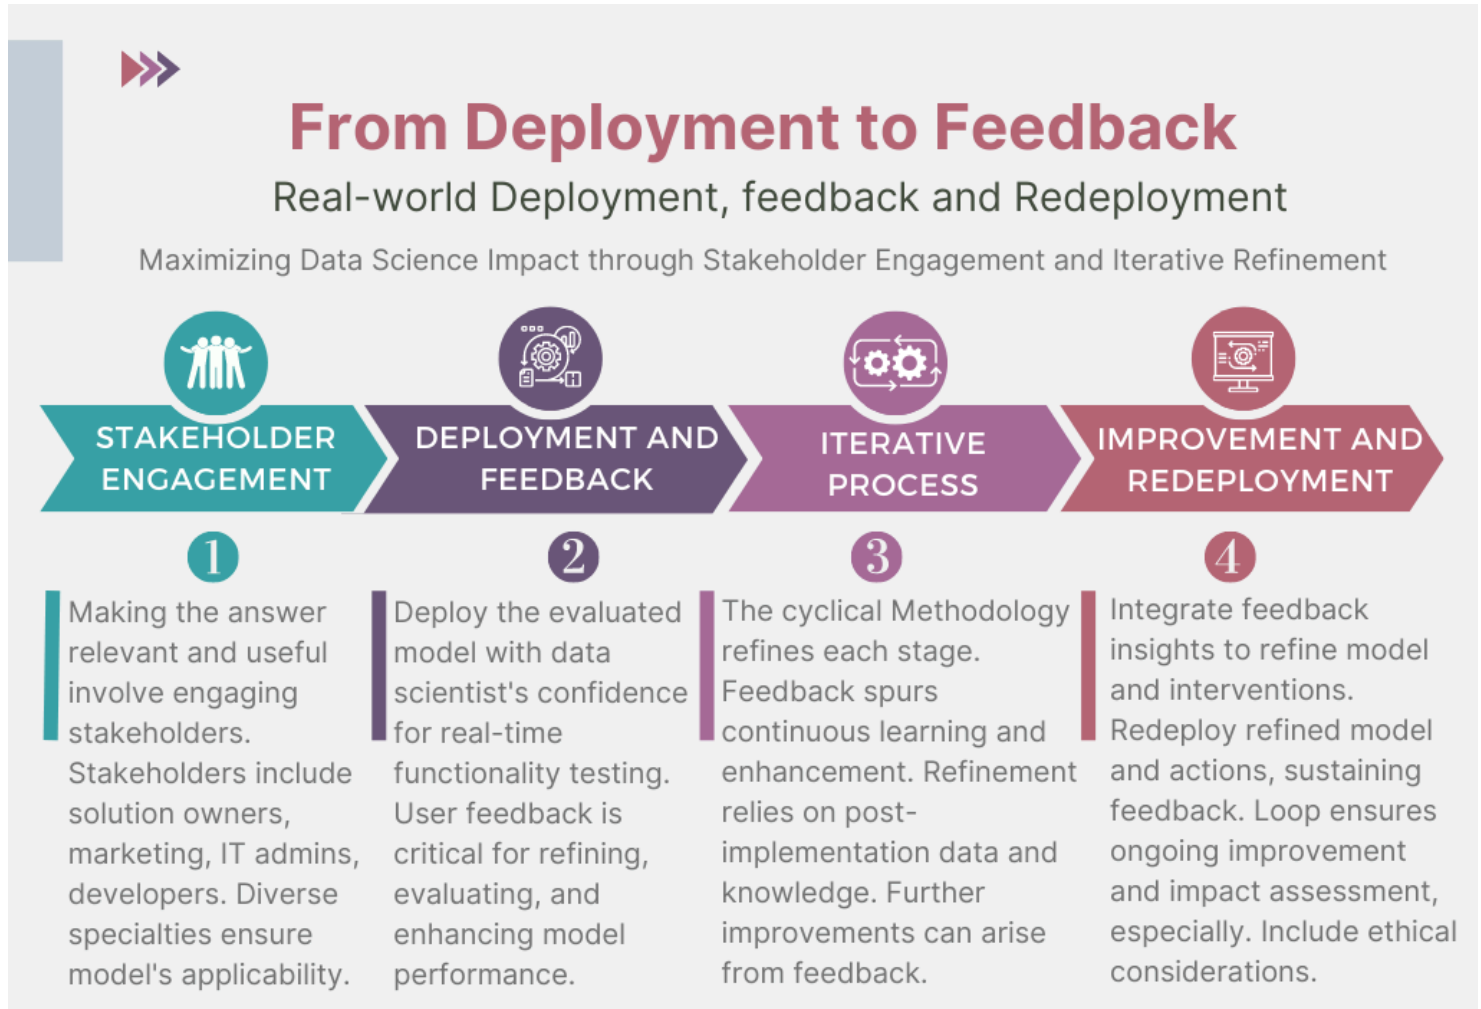 From Deployment to Feedback
Real-world Deployment, feedback and Redeployment
Maximizing Data Science Impact through Stakeholder Engagement and Iterative Refinement
STAKEHOLDER
ENGAGEMENT
1
Making the answer
relevant and useful
involve engaging
stakeholders.
Stakeholders include
solution owners,
marketing, IT admins,
developers. Diverse
specialties ensure
model's applicability.
DEPLOYMENT AND
FEEDBACK
2
Deploy the evaluated
model with data
scientist's confidence
for real-time
functionality testing.
User feedback is
critical for refining,
evaluating, and
enhancing model
performance.
ITERATIVE
PROCESS
3
The cyclical Methodology
refines each stage.
Feedback spurs
continuous learning and
enhancement. Refinement
relies on post-
implementation data and
knowledge. Further
improvements can arise
from feedback.
IMPROVEMENT AND
REDEPLOYMENT
4
Integrate feedback
insights to refine model
and interventions.
Redeploy refined model
and actions, sustaining
feedback. Loop ensures
ongoing improvement
and impact assessment,
especially. Include ethical
considerations.